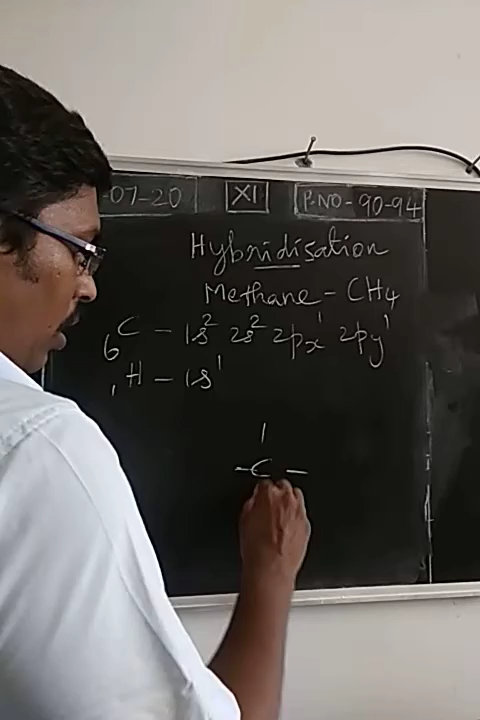 -07-20 XI P.NO-90-94
Hybridisation
Methane - CH4
6C - 1s² 2s² 2px¹ 2py¹
1H - 1s¹
-C-